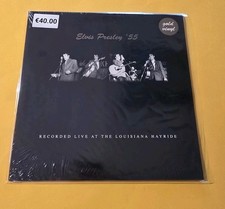 €40.00
Elvis Presley '55
gold
vinyl
RECORDED LIVE AT THE LOUISIANA HAYRIDE